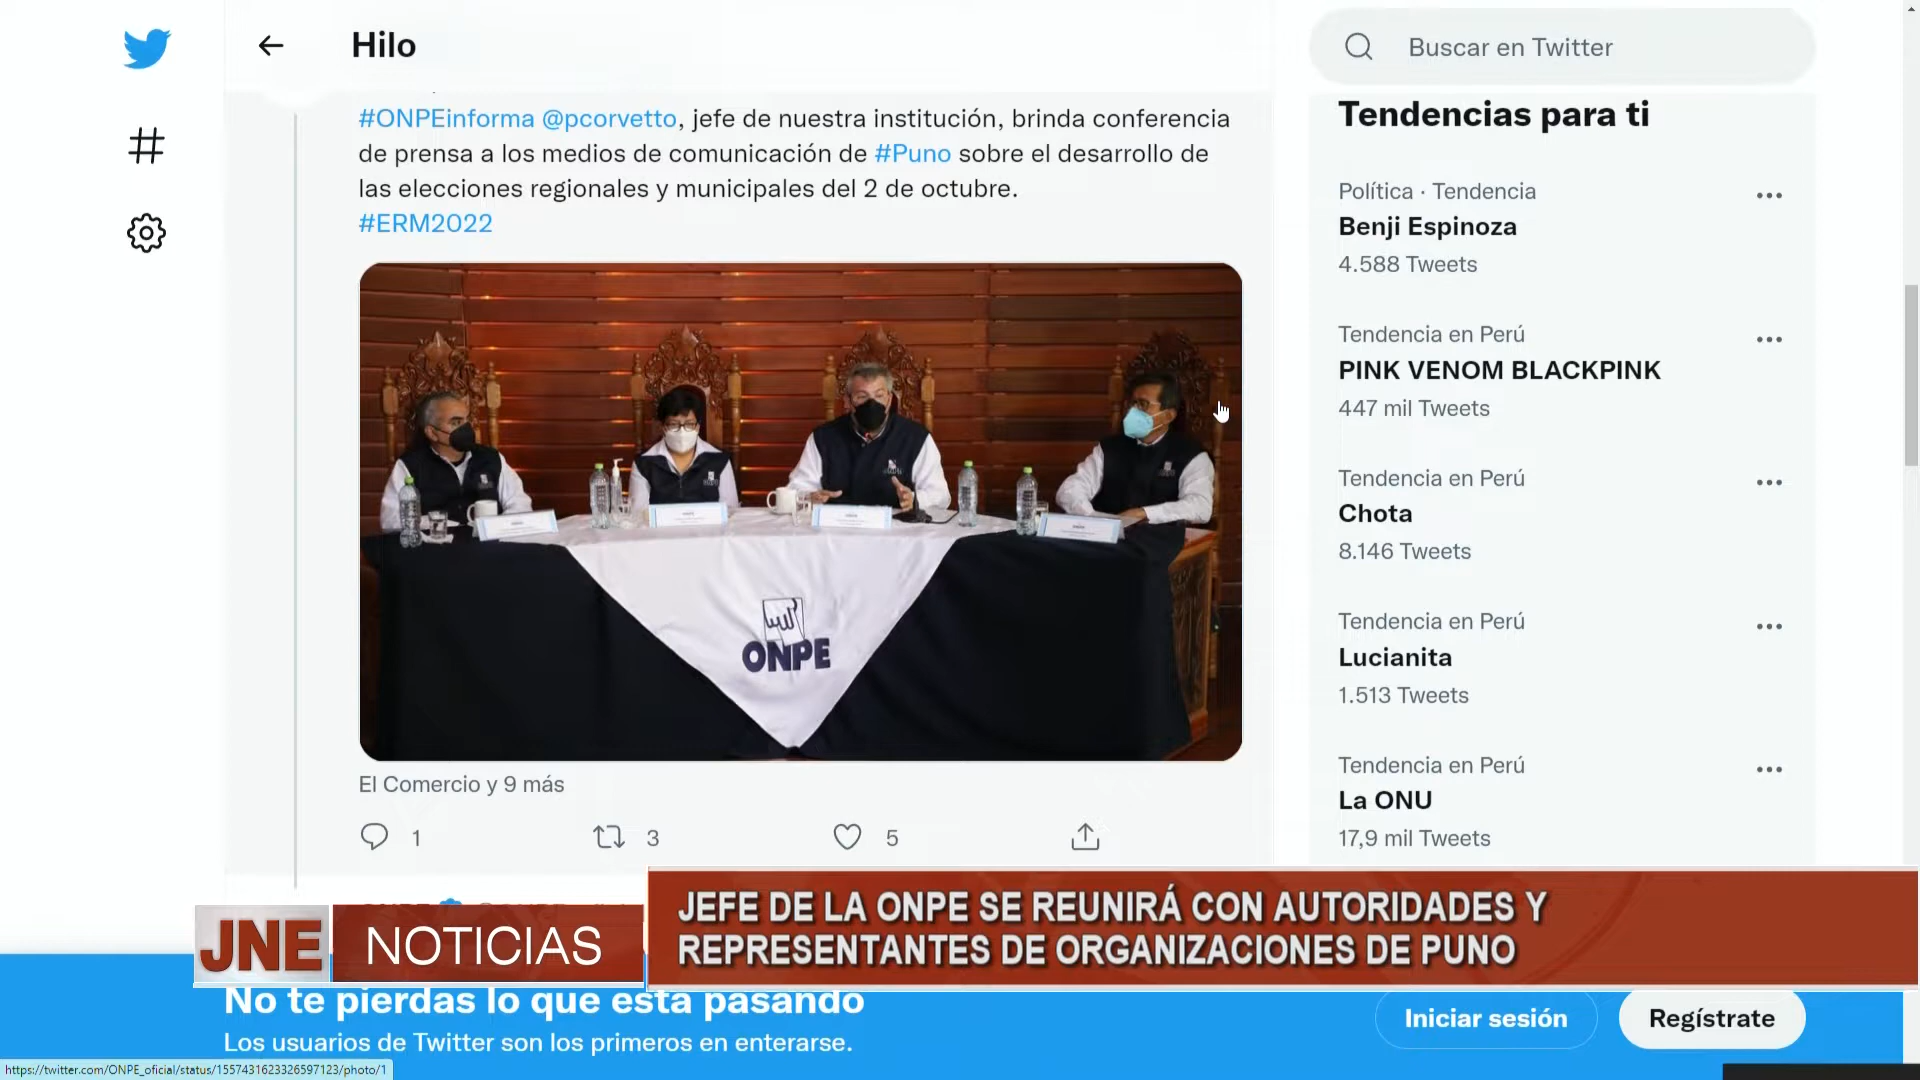 Hilo
Buscar en Twitter
#ONPEinforma @pcorvetto, jefe de nuestra institución, brinda conferencia
de prensa a los medios de comunicación de #Puno sobre el desarrollo de
las elecciones regionales y municipales del 2 de octubre.
#ERM2022
ONPE
El Comercio y 9 más
1
3
5
Tendencias para ti
Política · Tendencia
Benji Espinoza
4.588 Tweets
Tendencia en Perú
PINK VENOM BLACKPINK
447 mil Tweets
Tendencia en Perú
Chota
8.146 Tweets
Tendencia en Perú
Lucianita
1.513 Tweets
Tendencia en Perú
La ONU
17,9 mil Tweets
JNE NOTICIAS
JEFE DE LA ONPE SE REUNIRÁ CON AUTORIDADES Y
REPRESENTANTES DE ORGANIZACIONES DE PUNO
No te pierdas lo que está pasando
Los usuarios de Twitter son los primeros en enterarse.
Iniciar sesión
Regístrate
https://twitter.com/ONPE_oficial/status/1557431623326597123/photo/1